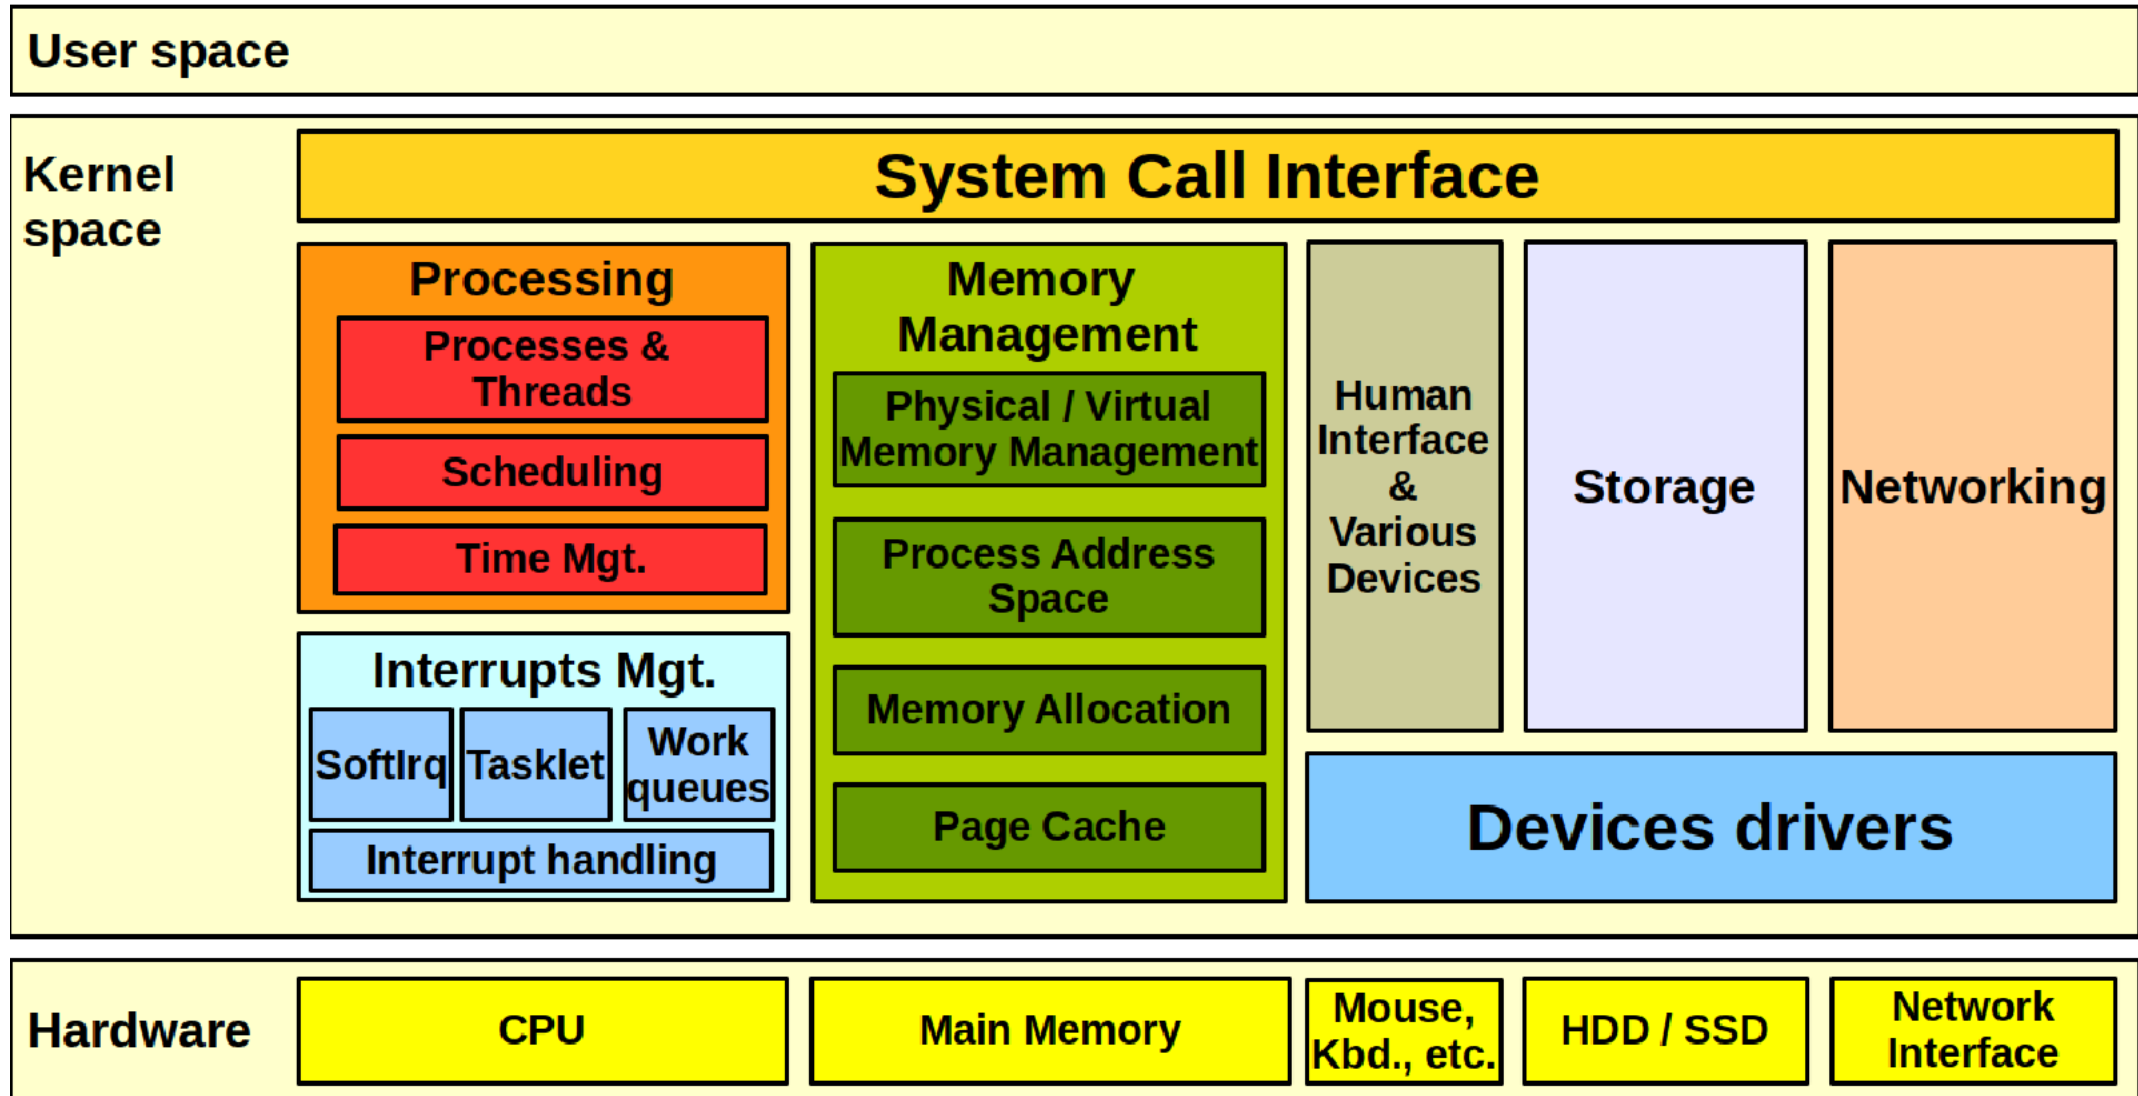 User space
Kernel
space
System Call Interface
Processing
Processes &
Threads
Scheduling
Time Mgt.
Interrupts Mgt.
SoftIrq
Tasklet
Work
queues
Interrupt handling
Memory
Management
Physical / Virtual
Memory Management
Process Address
Space
Memory Allocation
Page Cache
Human
Interface
&
Various
Devices
Storage
Networking
Devices drivers
Hardware
CPU
Main Memory
Mouse,
Kbd., etc.
HDD / SSD
Network
Interface